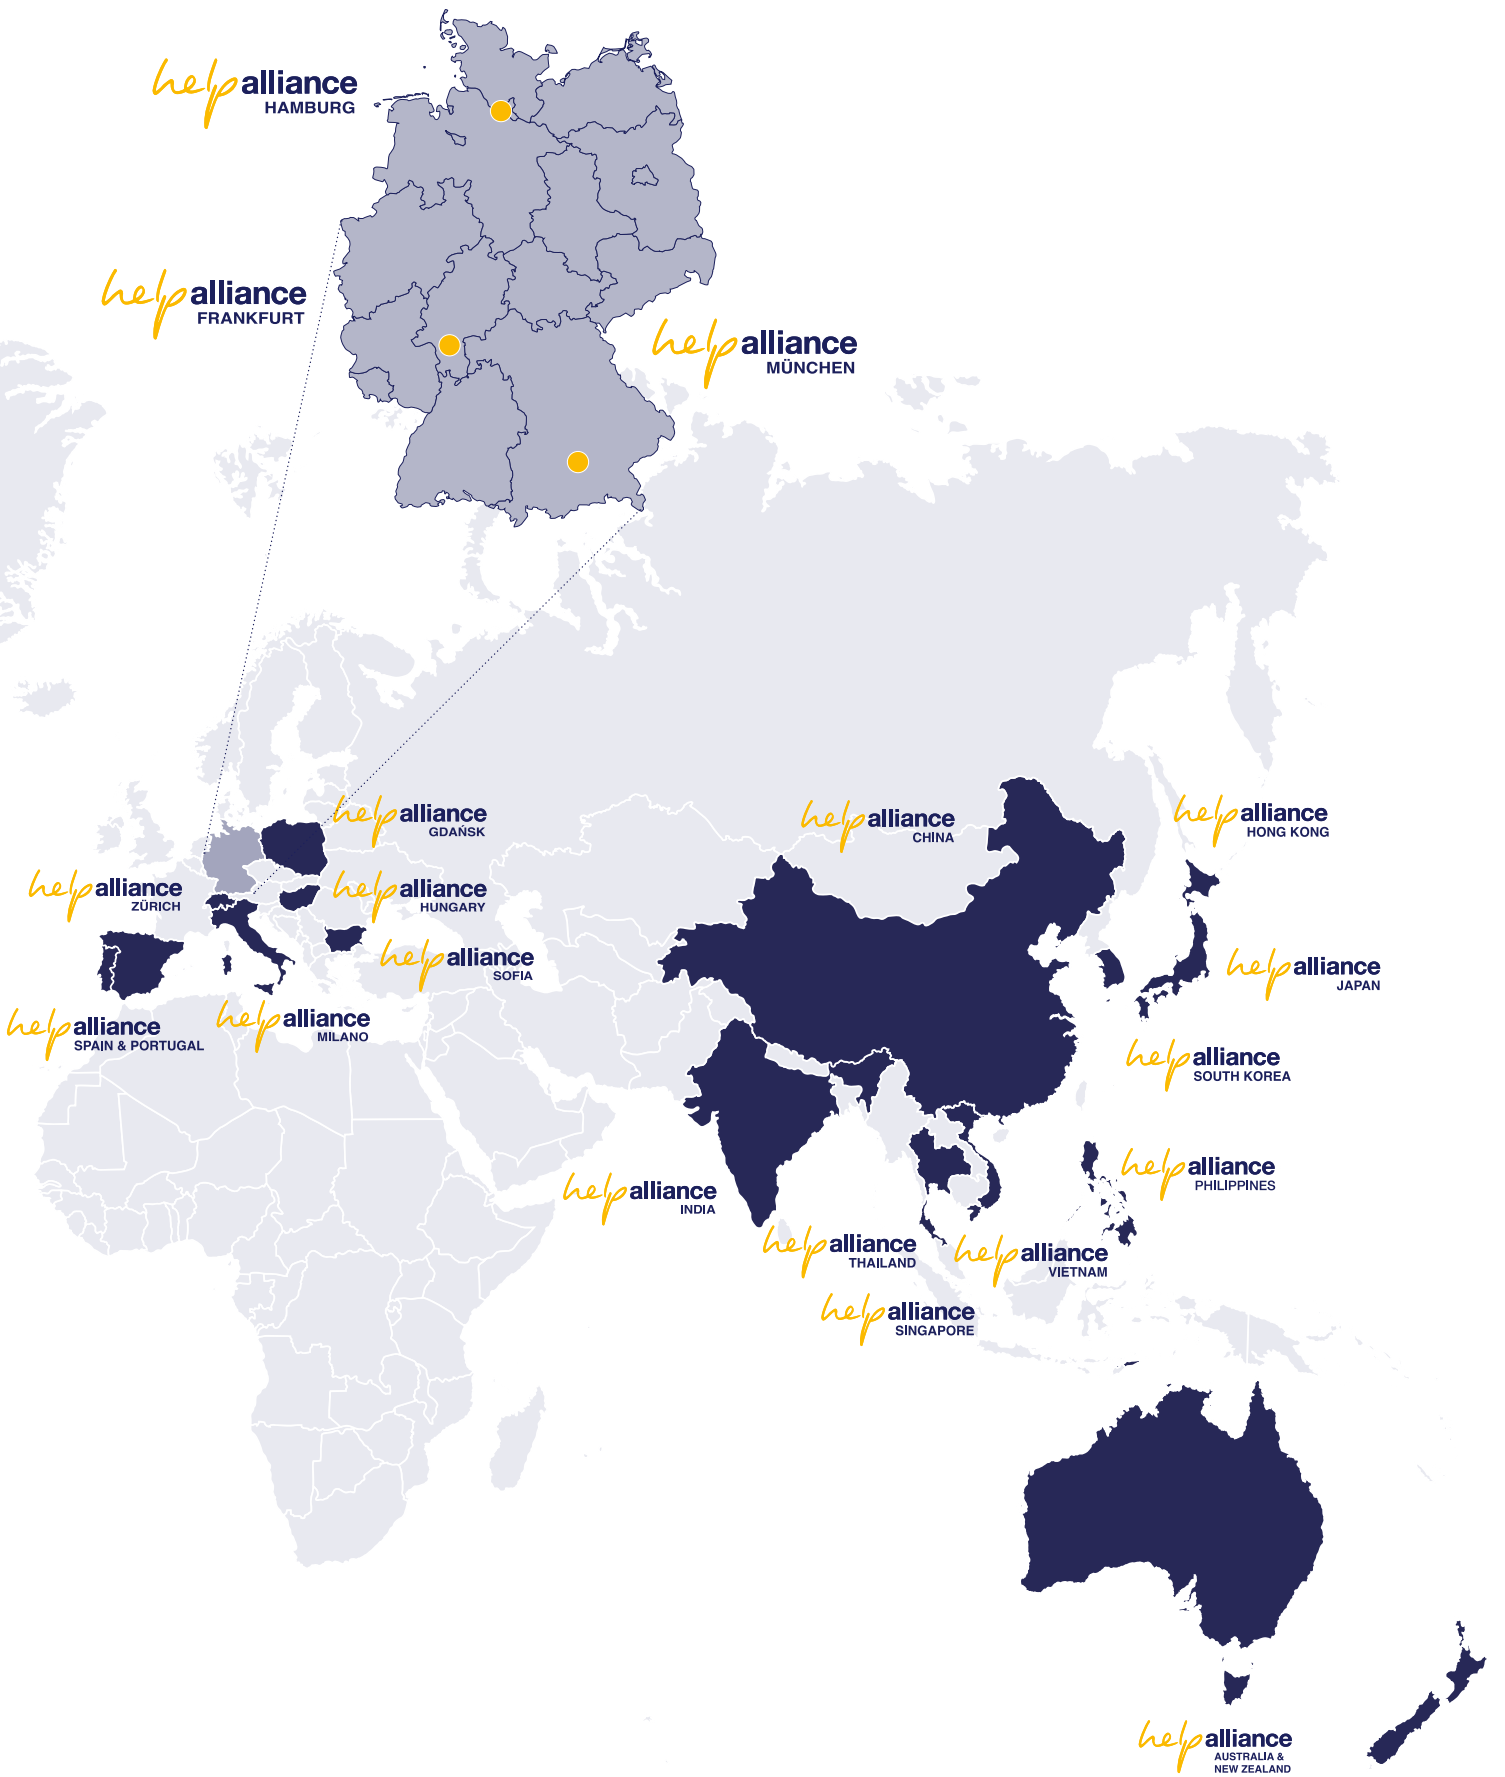 help alliance
HAMBURG
help alliance
FRANKFURT
help alliance
MÜNCHEN
help alliance
GDAŃSK
help alliance
CHINA
help alliance
HONG KONG
help alliance
ZÜRICH
help alliance
HUNGARY
help alliance
SOFIA
help alliance
JAPAN
help alliance
SPAIN & PORTUGAL
help alliance
MILANO
help alliance
SOUTH KOREA
help alliance
PHILIPPINES
help alliance
INDIA
help alliance
THAILAND
help alliance
VIETNAM
help alliance
SINGAPORE
help alliance
AUSTRALIA &
NEW ZEALAND